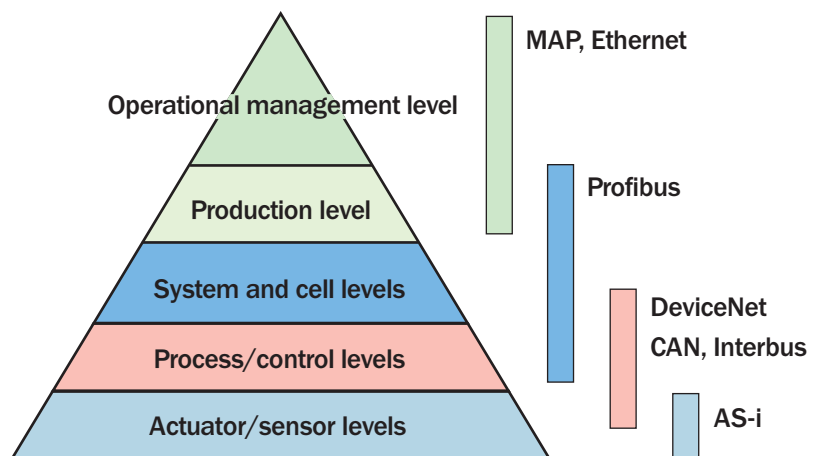 MAP, Ethernet
Operational management level
Profibus
Production level
System and cell levels
DeviceNet
CAN, Interbus
Process/control levels
AS-i
Actuator/sensor levels